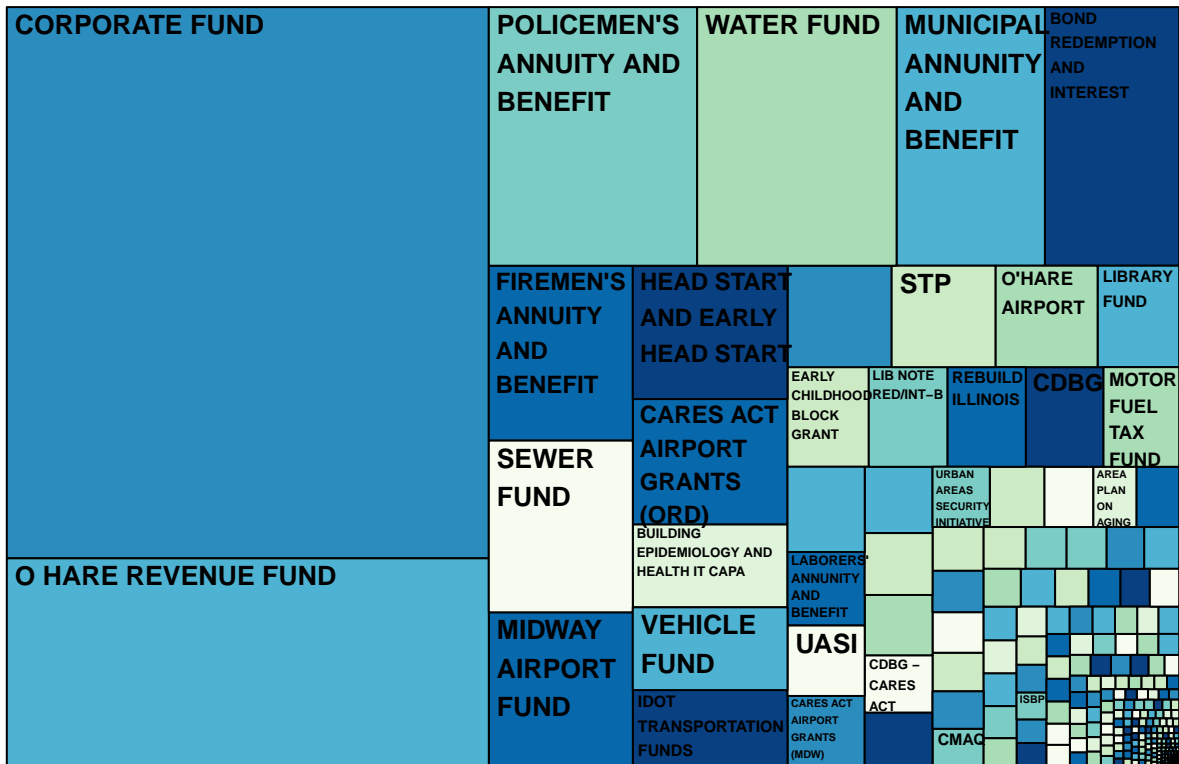 CORPORATE FUND
O HARE REVENUE FUND
POLICEMEN'S
ANNUITY AND
BENEFIT
WATER FUND
MUNICIPAL
ANNUNITY
AND
BENEFIT
BOND
REDEMPTION
AND
INTEREST
FIREMEN'S
ANNUITY
AND
BENEFIT
SEWER
FUND
MIDWAY
AIRPORT
FUND
HEAD START
AND EARLY
HEAD START
CARES ACT
AIRPORT
GRANTS
(ORD)
BUILDING
EPIDEMIOLOGY AND
HEALTH IT CAPA
VEHICLE
FUND
IDOT
TRANSPORTATION
FUNDS
STP
O'HARE
AIRPORT
LIBRARY
FUND
EARLY
CHILDHOOD
BLOCK
GRANT
LIB NOTE
RED/INT–B
REBUILD
ILLINOIS
CDBG
MOTOR
FUEL
TAX
FUND
LABORERS'
ANNUNITY
AND
BENEFIT
UASI
CARES ACT
AIRPORT
GRANTS
(MDW)
CDBG –
CARES
ACT
URBAN
AREAS
SECURITY
INITIATIVE
AREA
PLAN
ON
AGING
CMAQ
ISBP